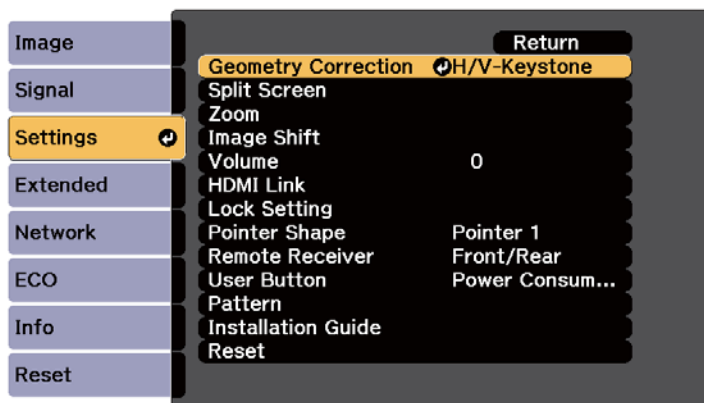 Image
Signal
Settings
Extended
Network
ECO
Info
Reset
Return
Geometry Correction H/V-Keystone
Split Screen
Zoom
Image Shift
Volume 0
HDMI Link
Lock Setting
Pointer Shape Pointer 1
Remote Receiver Front/Rear
User Button Power Consum...
Pattern
Installation Guide
Reset